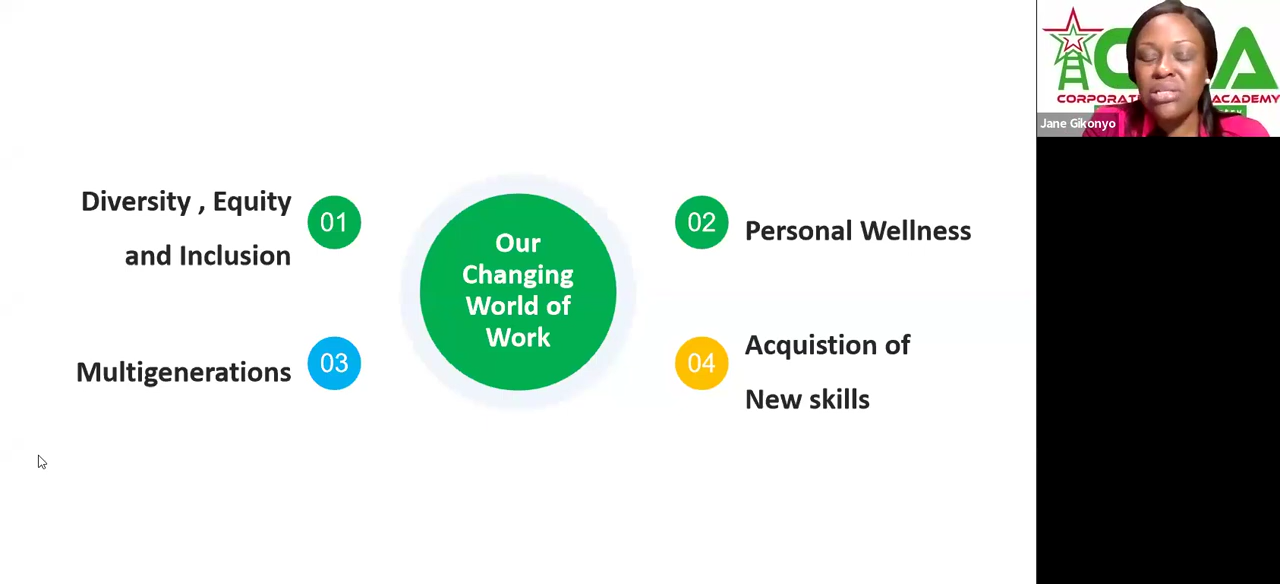 Diversity , Equity
and Inclusion
01
Our
Changing
World of
Work
02
Personal Wellness
Multigenerations
03
04
Acquistion of
New skills
CORPORAT
ACADEMY
Jane Gikonyo